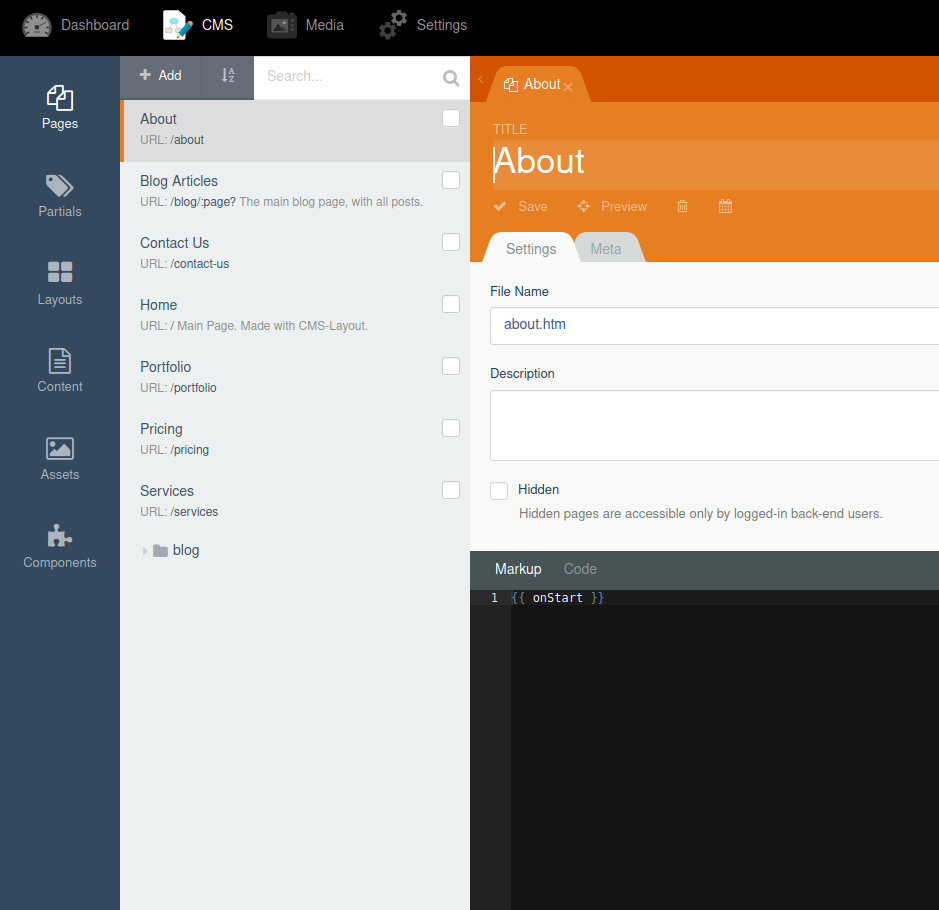 Dashboard CMS Media Settings
Pages
Partials
Layouts
Content
Assets
Components
Add
Search...
About
URL: /about
Blog Articles
URL: /blog/:page? The main blog page, with all posts.
Contact Us
URL: /contact-us
Home
URL: / Main Page. Made with CMS-Layout.
Portfolio
URL: /portfolio
Pricing
URL: /pricing
Services
URL: /services
blog
About
TITLE
About
Save Preview
Settings Meta
File Name
about.htm
Description
Hidden
Hidden pages are accessible only by logged-in back-end users.
Markup Code
1 {{ onStart }}